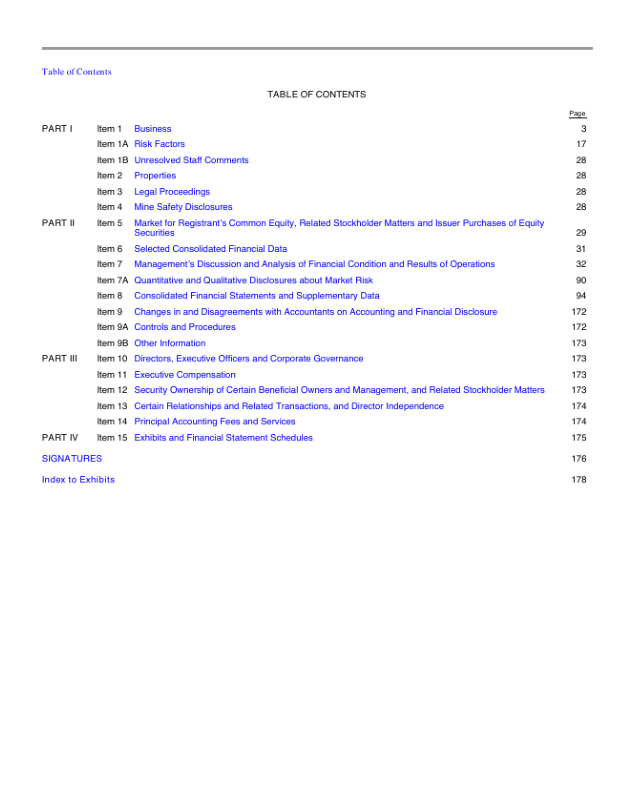 Table of Contents
TABLE OF CONTENTS
Page
PART I Item 1 Business 3
Item 1A Risk Factors 17
Item 1B Unresolved Staff Comments 28
Item 2 Properties 28
Item 3 Legal Proceedings 28
Item 4 Mine Safety Disclosures 28
PART II Item 5 Market for Registrant's Common Equity, Related Stockholder Matters and Issuer Purchases of Equity
Securities 29
Item 6 Selected Consolidated Financial Data 31
Item 7 Management's Discussion and Analysis of Financial Condition and Results of Operations 32
Item 7A Quantitative and Qualitative Disclosures about Market Risk 90
Item 8 Consolidated Financial Statements and Supplementary Data 94
Item 9 Changes in and Disagreements with Accountants on Accounting and Financial Disclosure 172
Item 9A Controls and Procedures 172
Item 9B Other Information 173
PART III Item 10 Directors, Executive Officers and Corporate Governance 173
Item 11 Executive Compensation 173
Item 12 Security Ownership of Certain Beneficial Owners and Management, and Related Stockholder Matters 173
Item 13 Certain Relationships and Related Transactions, and Director Independence 174
Item 14 Principal Accounting Fees and Services 174
PART IV Item 15 Exhibits and Financial Statement Schedules 175
SIGNATURES 176
Index to Exhibits 178